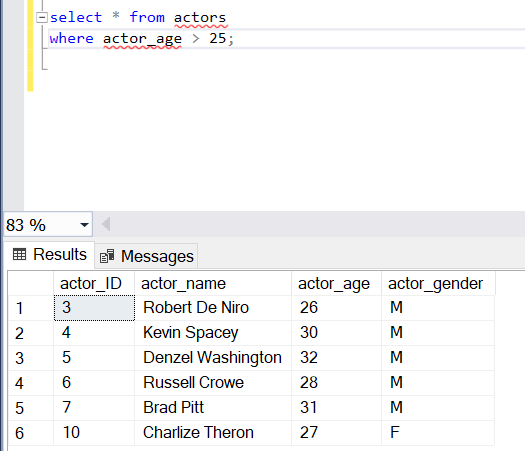 select * from actors
where actor_age > 25;
83 %
Results Messages
actor_ID actor_name actor_age actor_gender
1 3 Robert De Niro 26 M
2 4 Kevin Spacey 30 M
3 5 Denzel Washington 32 M
4 6 Russell Crowe 28 M
5 7 Brad Pitt 31 M
6 10 Charlize Theron 27 F